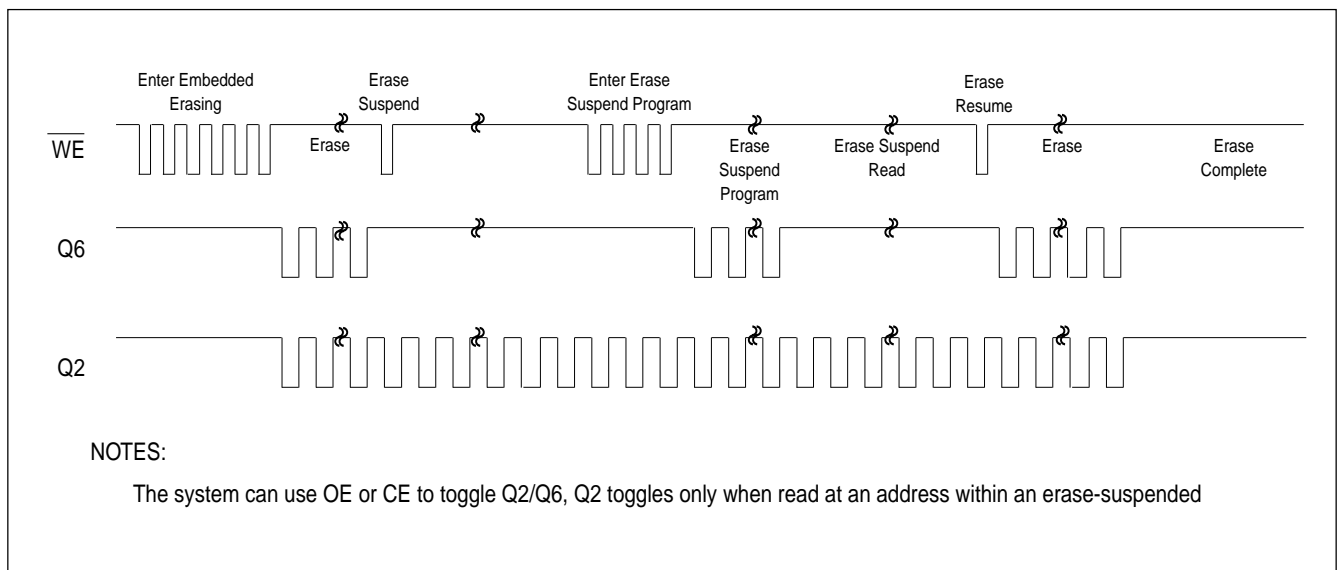 Enter Embedded
Erasing
Erase
Suspend
Enter Erase
Suspend Program
Erase
Resume
WE
Erase
Erase
Suspend
Program
Erase Suspend
Read
Erase
Erase
Complete
Q6
Q2
NOTES:
The system can use OE or CE to toggle Q2/Q6, Q2 toggles only when read at an address within an erase-suspended